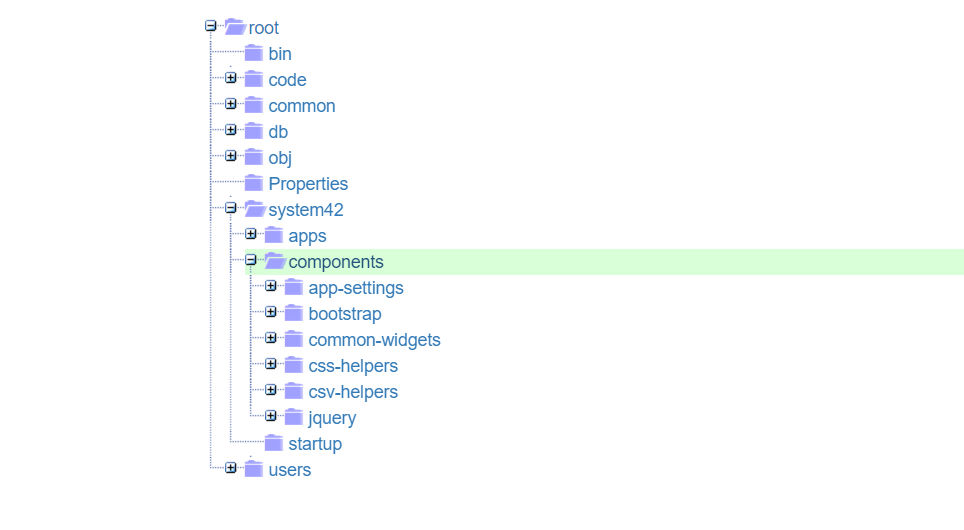 root
bin
code
common
db
obj
Properties
system42
apps
components
app-settings
bootstrap
common-widgets
css-helpers
csv-helpers
jquery
startup
users